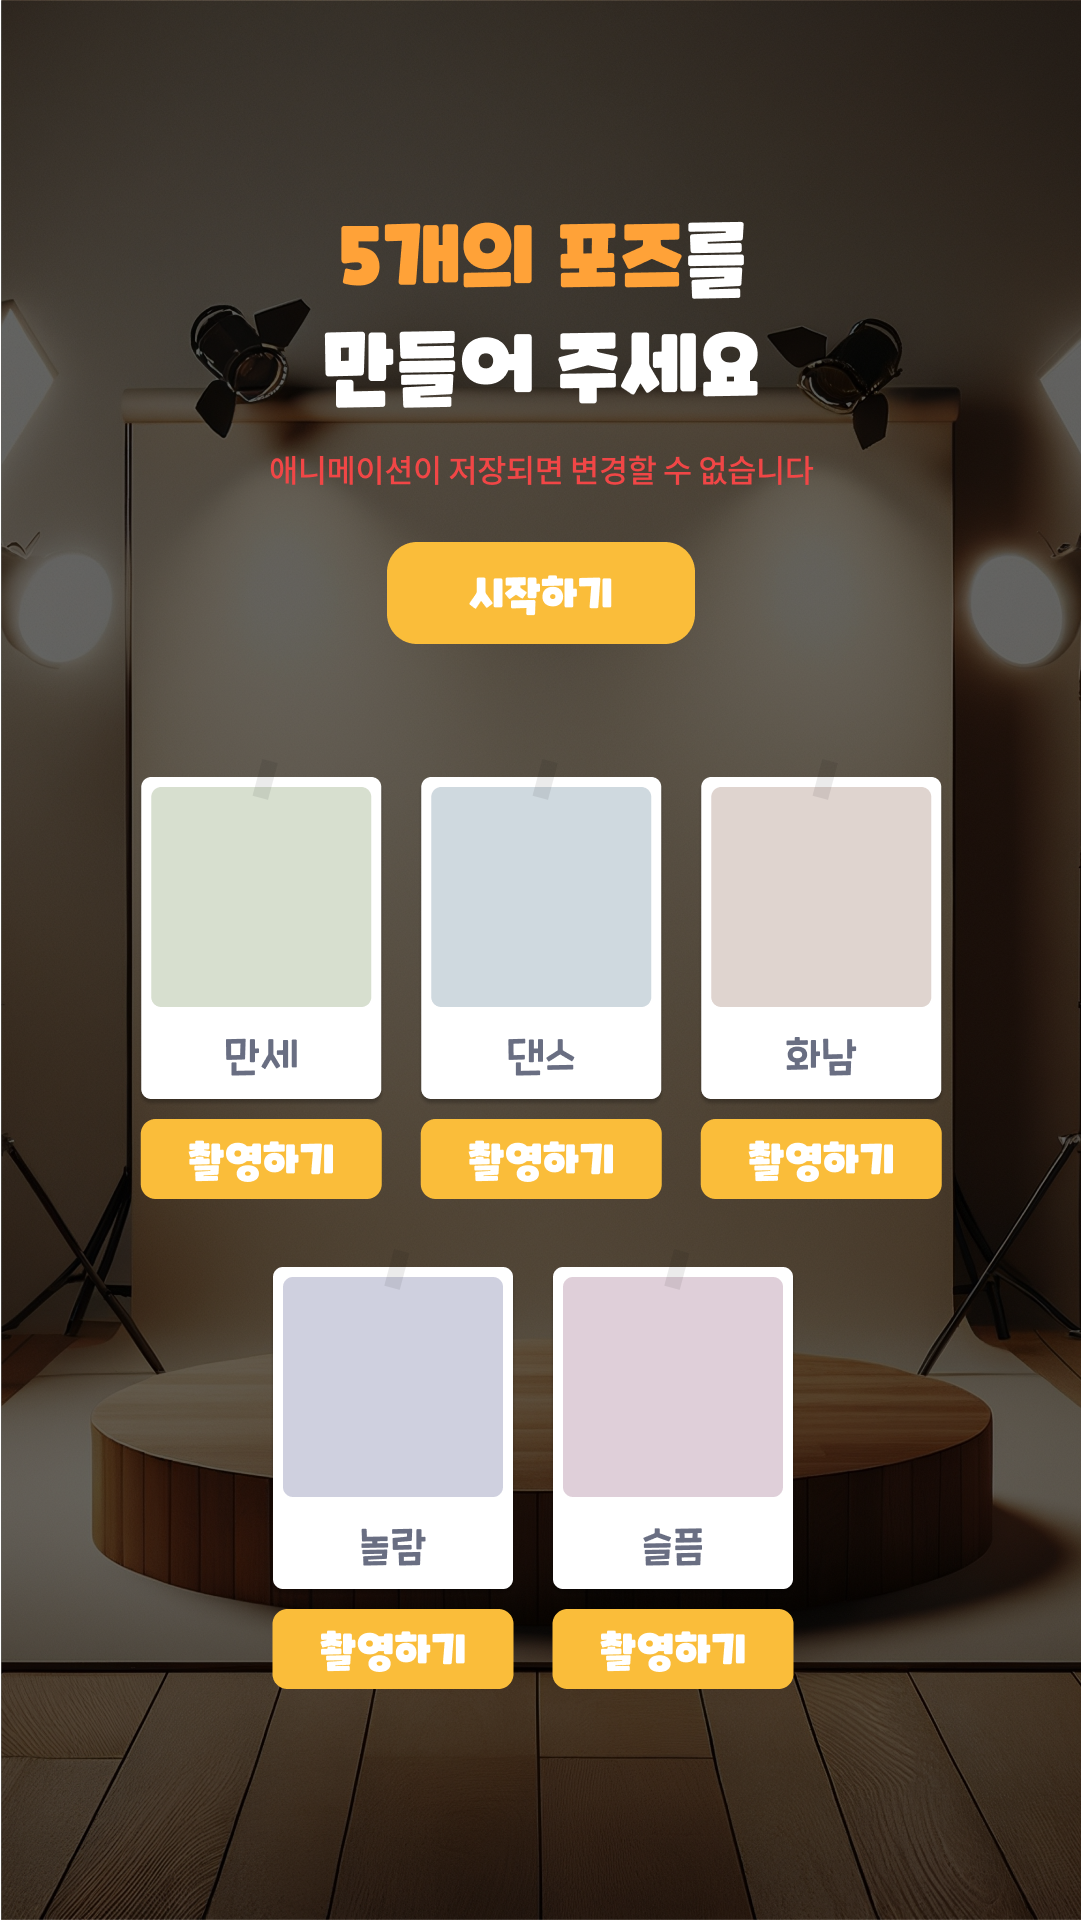 5개의 포즈를
만들어 주세요
애니메이션이 저장되면 변경할 수 없습니다
시작하기
만세
댄스
화남
촬영하기
촬영하기
촬영하기
놀람
슬픔
촬영하기
촬영하기